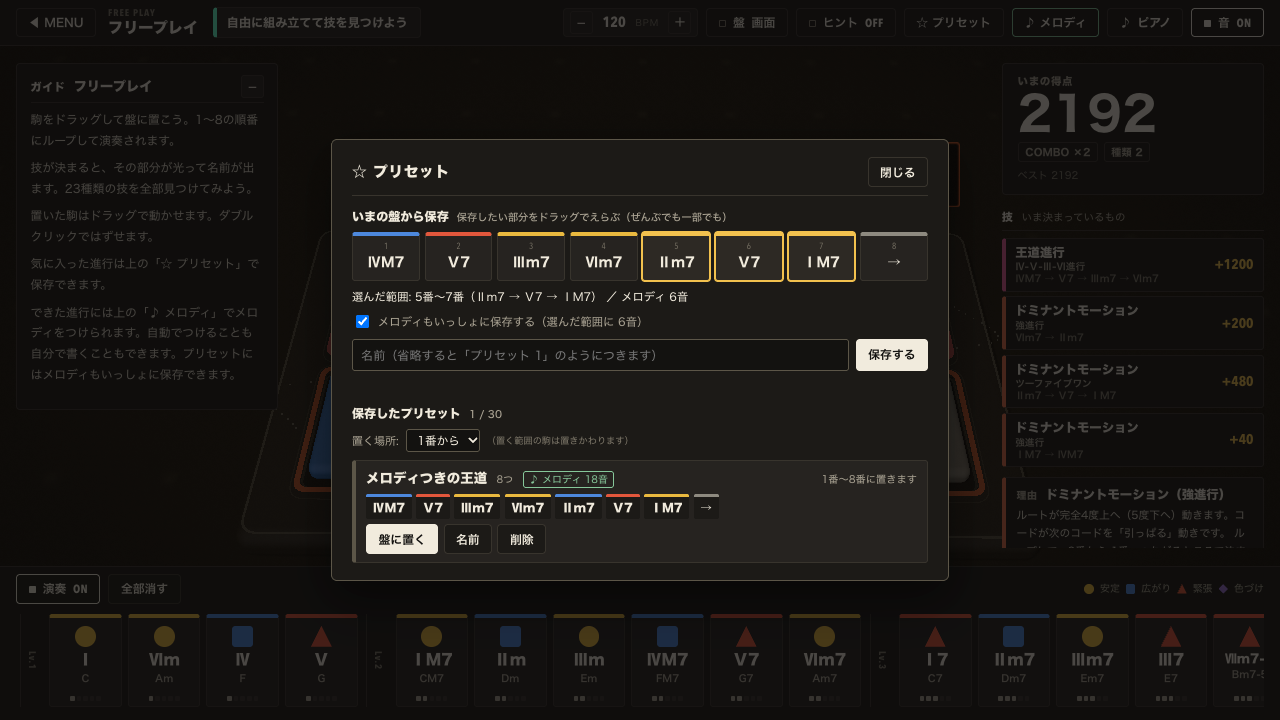 ◀ MENU
FREE PLAY
フリープレイ
自由に組み立てて技を見つけよう
− 120 BPM +
盤 画面
ヒント OFF
☆ プリセット
♪ メロディ
♪ ピアノ
音 ON
ガイド フリープレイ
−
駒をドラッグして盤に置こう。1〜8の順番
にループして演奏されます。
技が決まると、その部分が光って名前が出
ます。23種類の技を全部見つけてみよう。
置いた駒はドラッグで動かせます。ダブル
クリックではずせます。
気に入った進行は上の「☆ プリセット」で
保存できます。
できた進行には上の「♪ メロディ」でメロ
ディをつけられます。自動でつけることも
自分で書くこともできます。プリセットに
はメロディもいっしょに保存できます。
☆ プリセット
閉じる
いまの盤から保存 保存したい部分をドラッグでえらぶ（ぜんぶでも一部でも）
1 2 3 4 5 6 7 8
ⅣM7 Ⅴ7 Ⅲm7 Ⅵm7 Ⅱm7 Ⅴ7 ⅠM7 →
選んだ範囲: 5番〜7番（Ⅱm7 → Ⅴ7 → ⅠM7） ／ メロディ 6音
メロディもいっしょに保存する（選んだ範囲に 6音）
名前（省略すると「プリセット 1」のようにつきます）
保存する
保存したプリセット 1 / 30
置く場所: 1番から （置く範囲の駒は置きかわります）
メロディつきの王道 8つ ♪ メロディ 18音 1番〜8番に置きます
ⅣM7 Ⅴ7 Ⅲm7 Ⅵm7 Ⅱm7 Ⅴ7 ⅠM7 →
盤に置く 名前 削除
いまの得点
2192
COMBO ×2 種類 2
ベスト 2192
技 いま決まっているもの
王道進行
Ⅳ-Ⅴ-Ⅲ-Ⅵ進行
ⅣM7 → Ⅴ7 → Ⅲm7 → Ⅵm7
+1200
ドミナントモーション
強進行
Ⅵm7 → Ⅱm7
+200
ドミナントモーション
ツーファイブワン
Ⅱm7 → Ⅴ7 → ⅠM7
+480
ドミナントモーション
強進行
ⅠM7 → ⅣM7
+40
理由 ドミナントモーション（強進行）
ルートが完全4度上へ（5度下へ）動きます。コ
ードが次のコードを「引っぱる」動きです。 ル
演奏 ON
全部消す
安定 広がり 緊張 色づけ
Lv.1
Ⅰ Ⅵm Ⅳ Ⅴ
C Am F G
Lv.2
ⅠM7 Ⅱm Ⅲm ⅣM7 Ⅴ7 Ⅵm7
CM7 Dm Em FM7 G7 Am7
Lv.3
Ⅰ7 Ⅱm7 Ⅲm7 Ⅲ7 Ⅶm7-
C7 Dm7 Em7 E7 Bm7-5